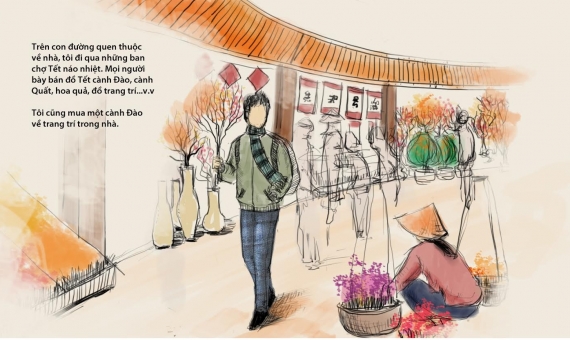 Trên con đường quen thuộc
về nhà, tôi đi qua những ban
chợ Tết náo nhiệt. Mọi người
bày bán đồ Tết cành Đào, cành
Quất, hoa quả, đồ trang trí...v.v
Tôi cũng mua một cành Đào
về trang trí trong nhà.